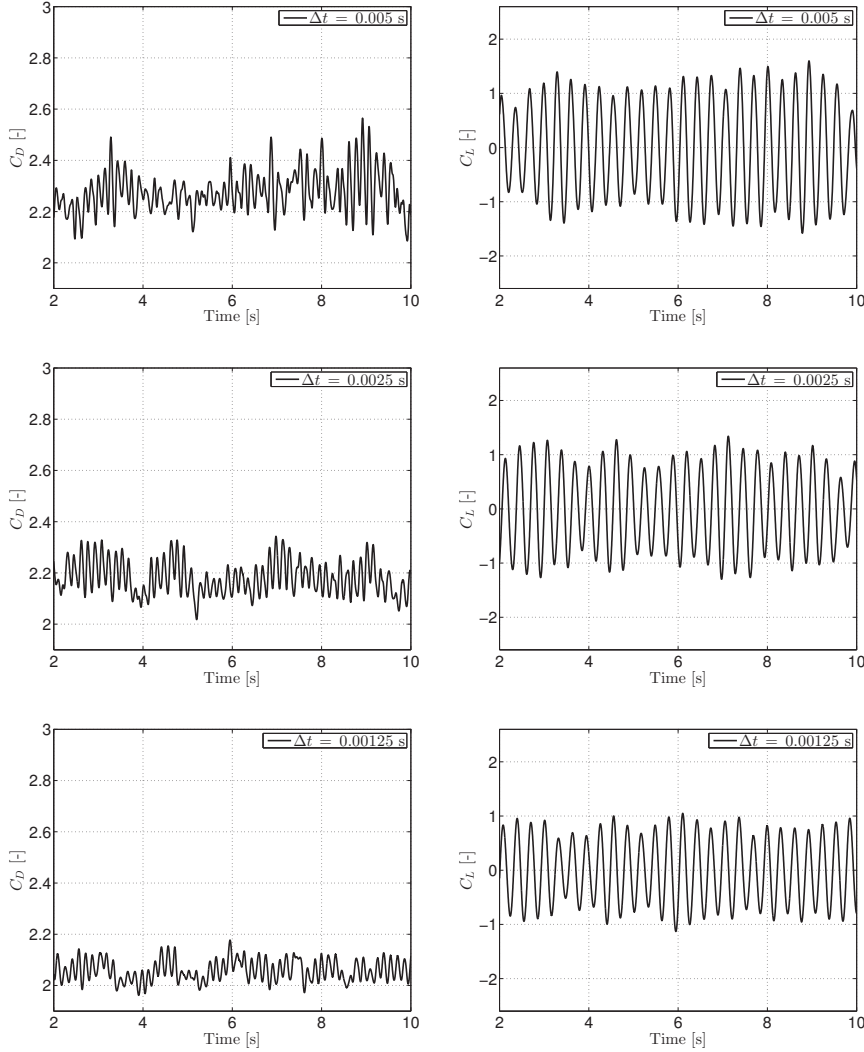 3
2.8
2.6
2.4
2.2
2
C_D [-]
2 4 6 8 10
Time [s]
Δt = 0.005 s
2
1
0
−1
−2
C_L [-]
2 4 6 8 10
Time [s]
Δt = 0.005 s
3
2.8
2.6
2.4
2.2
2
C_D [-]
2 4 6 8 10
Time [s]
Δt = 0.0025 s
2
1
0
−1
−2
C_L [-]
2 4 6 8 10
Time [s]
Δt = 0.0025 s
3
2.8
2.6
2.4
2.2
2
C_D [-]
2 4 6 8 10
Time [s]
Δt = 0.00125 s
2
1
0
−1
−2
C_L [-]
2 4 6 8 10
Time [s]
Δt = 0.00125 s